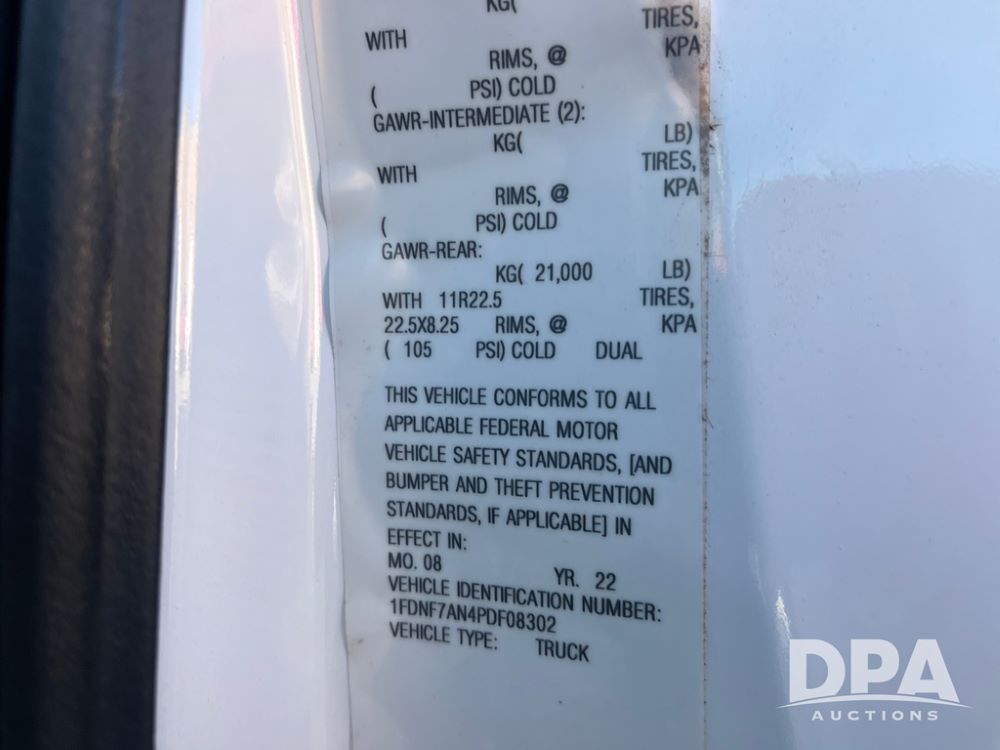 KG(
TIRES,
WITH KPA
RIMS, @
( PSI) COLD
GAWR-INTERMEDIATE (2):
KG( LB)
WITH TIRES,
RIMS, @ KPA
( PSI) COLD
GAWR-REAR:
KG( 21,000 LB)
WITH 11R22.5 TIRES,
22.5X8.25 RIMS, @ KPA
( 105 PSI) COLD DUAL
THIS VEHICLE CONFORMS TO ALL
APPLICABLE FEDERAL MOTOR
VEHICLE SAFETY STANDARDS, [AND
BUMPER AND THEFT PREVENTION
STANDARDS, IF APPLICABLE] IN
EFFECT IN:
MO. 08 YR. 22
VEHICLE IDENTIFICATION NUMBER:
1FDNF7AN4PDF08302
VEHICLE TYPE: TRUCK
DPA
AUCTIONS